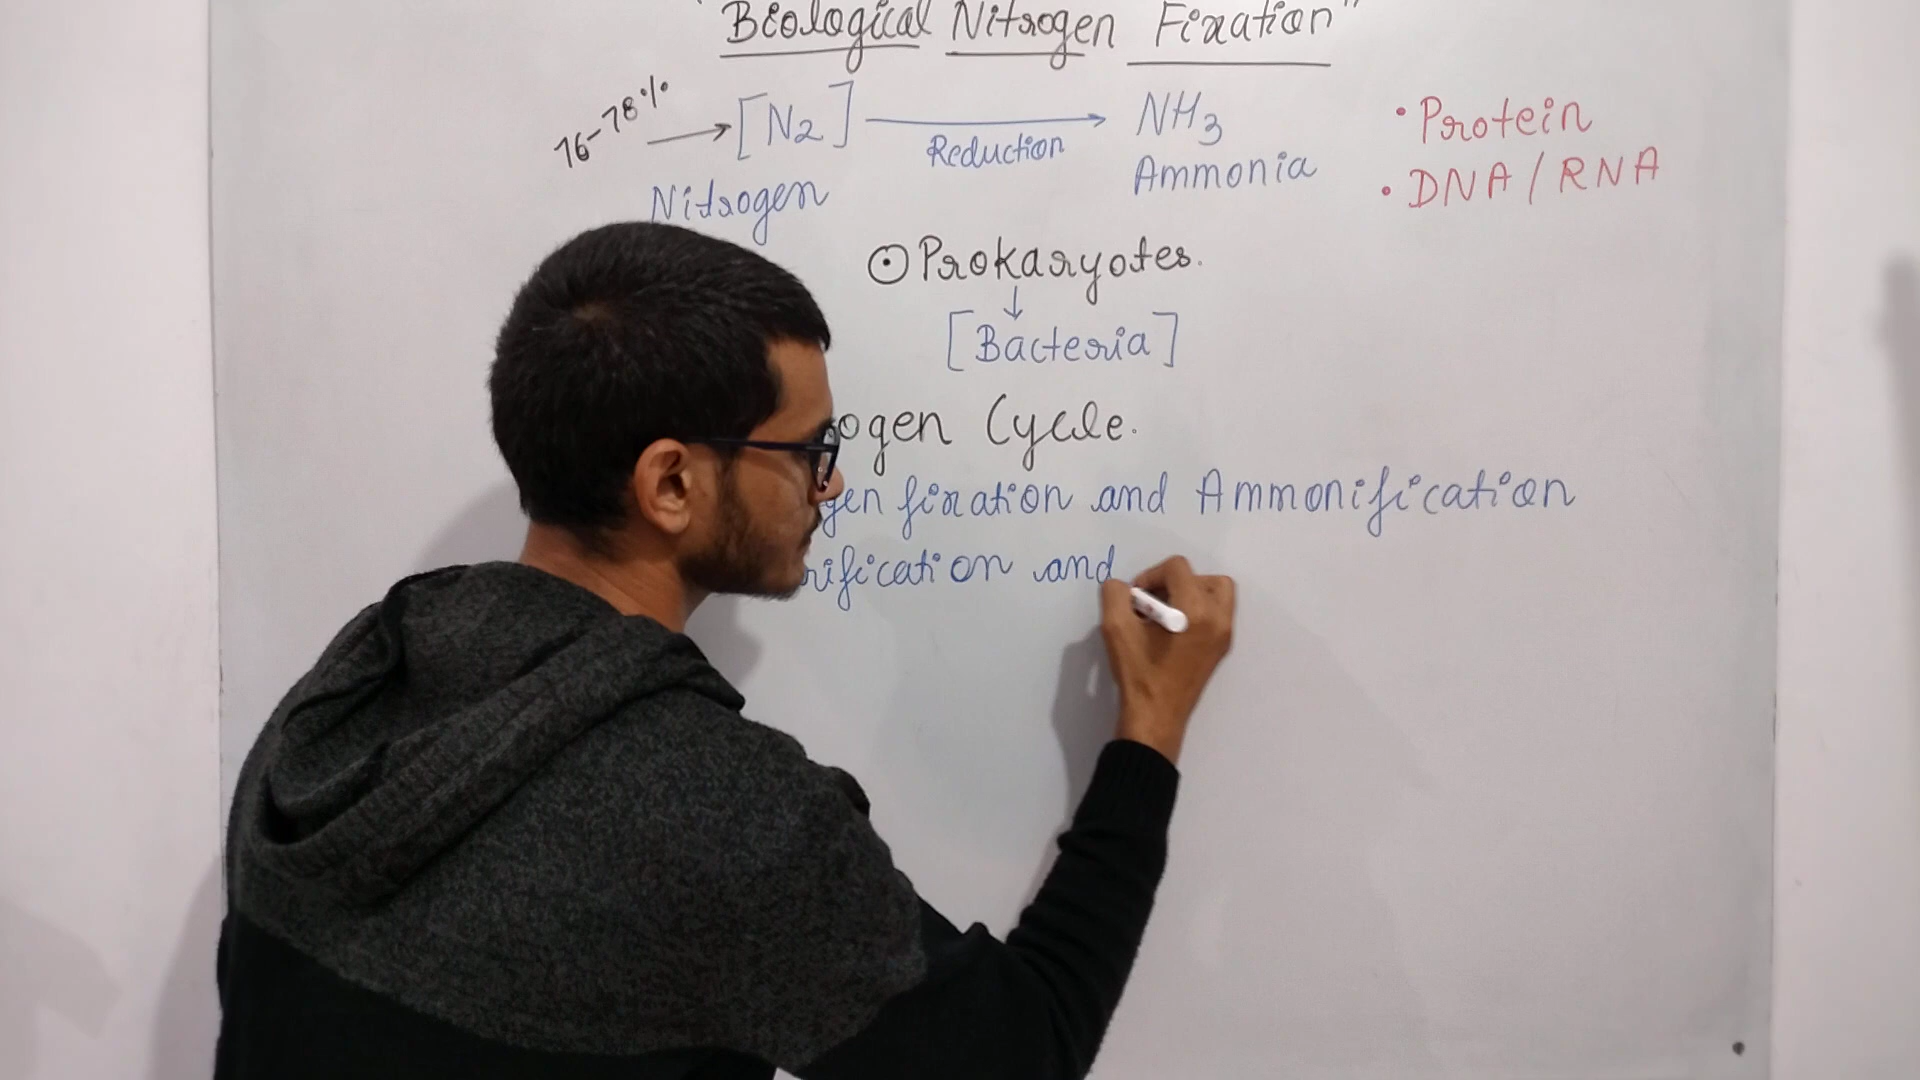 "Biological Nitrogen Fixation"
76-78% → [N2] → NH3
Reduction
Nitrogen
Ammonia
• Protein
• DNA / RNA
⊙ Prokaryotes.
↓
[Bacteria]
ogen Cycle.
gen fixation and Ammonification
rification and